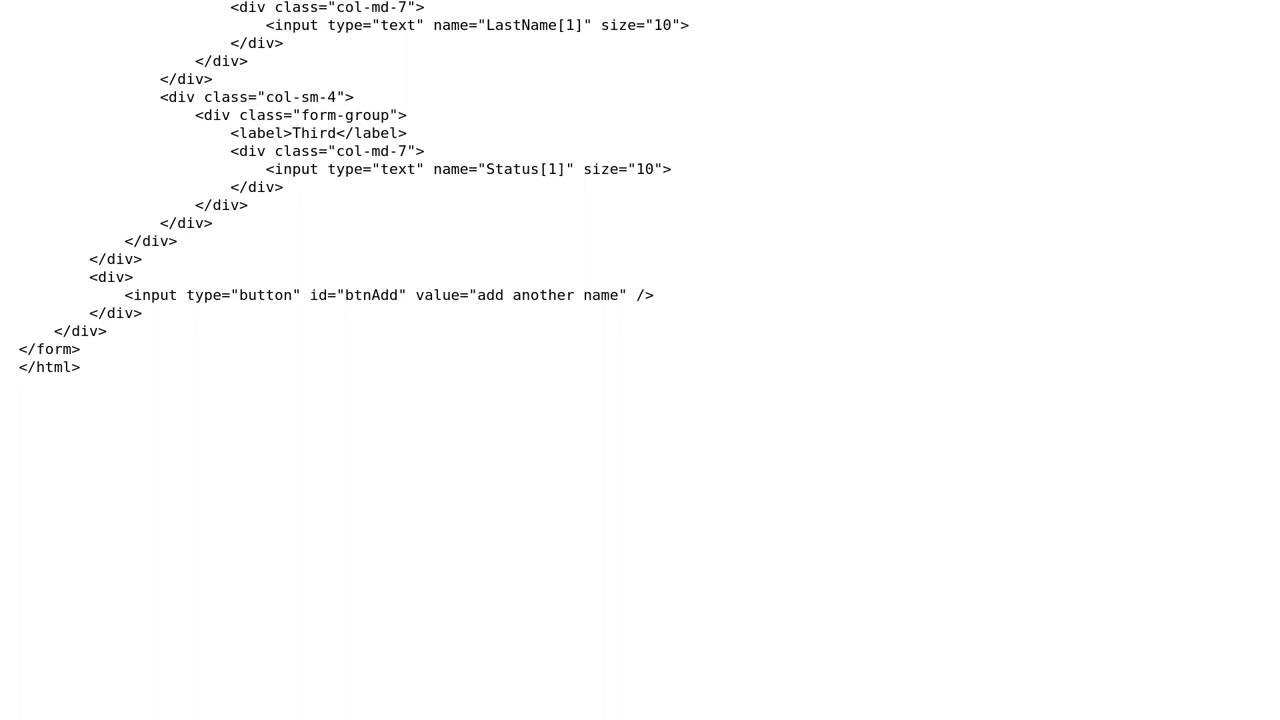 <div class="col-md-7">
<input type="text" name="LastName[1]" size="10">
</div>
</div>
</div>
<div class="col-sm-4">
<div class="form-group">
<label>Third</label>
<div class="col-md-7">
<input type="text" name="Status[1]" size="10">
</div>
</div>
</div>
</div>
</div>
<div>
<input type="button" id="btnAdd" value="add another name" />
</div>
</div>
</form>
</html>